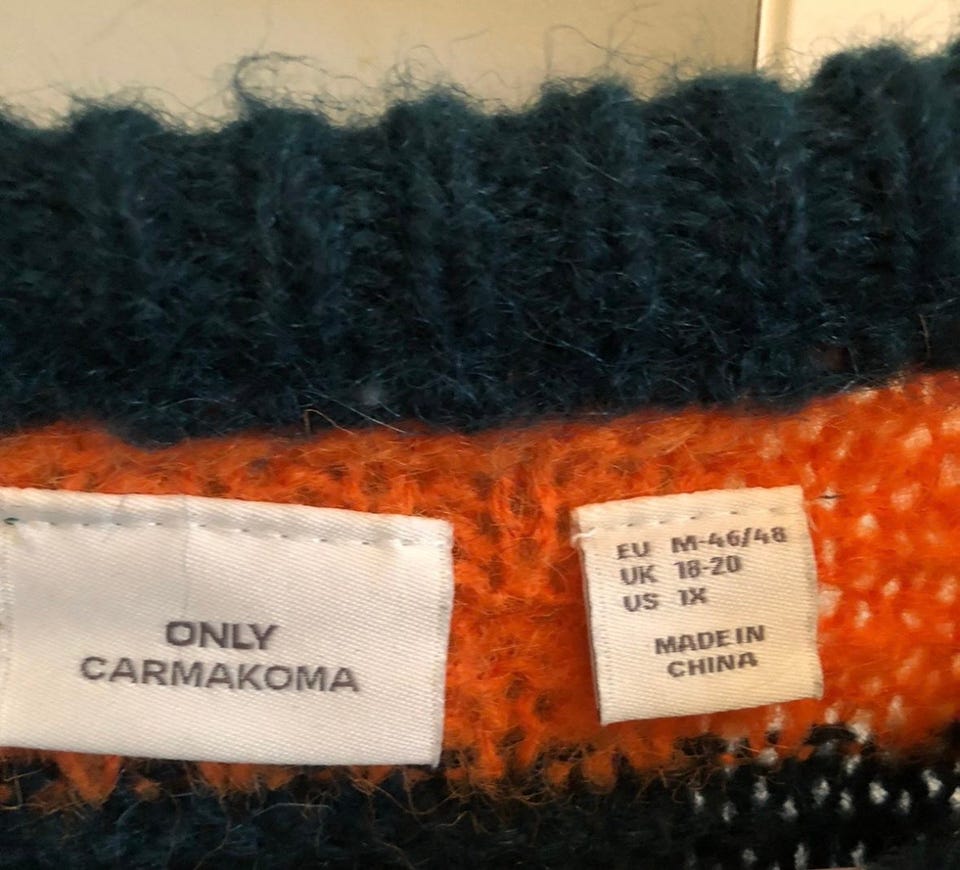 ONLY
CARMAKOMA
EU M-46/48
UK 18-20
US 1X
MADE IN
CHINA